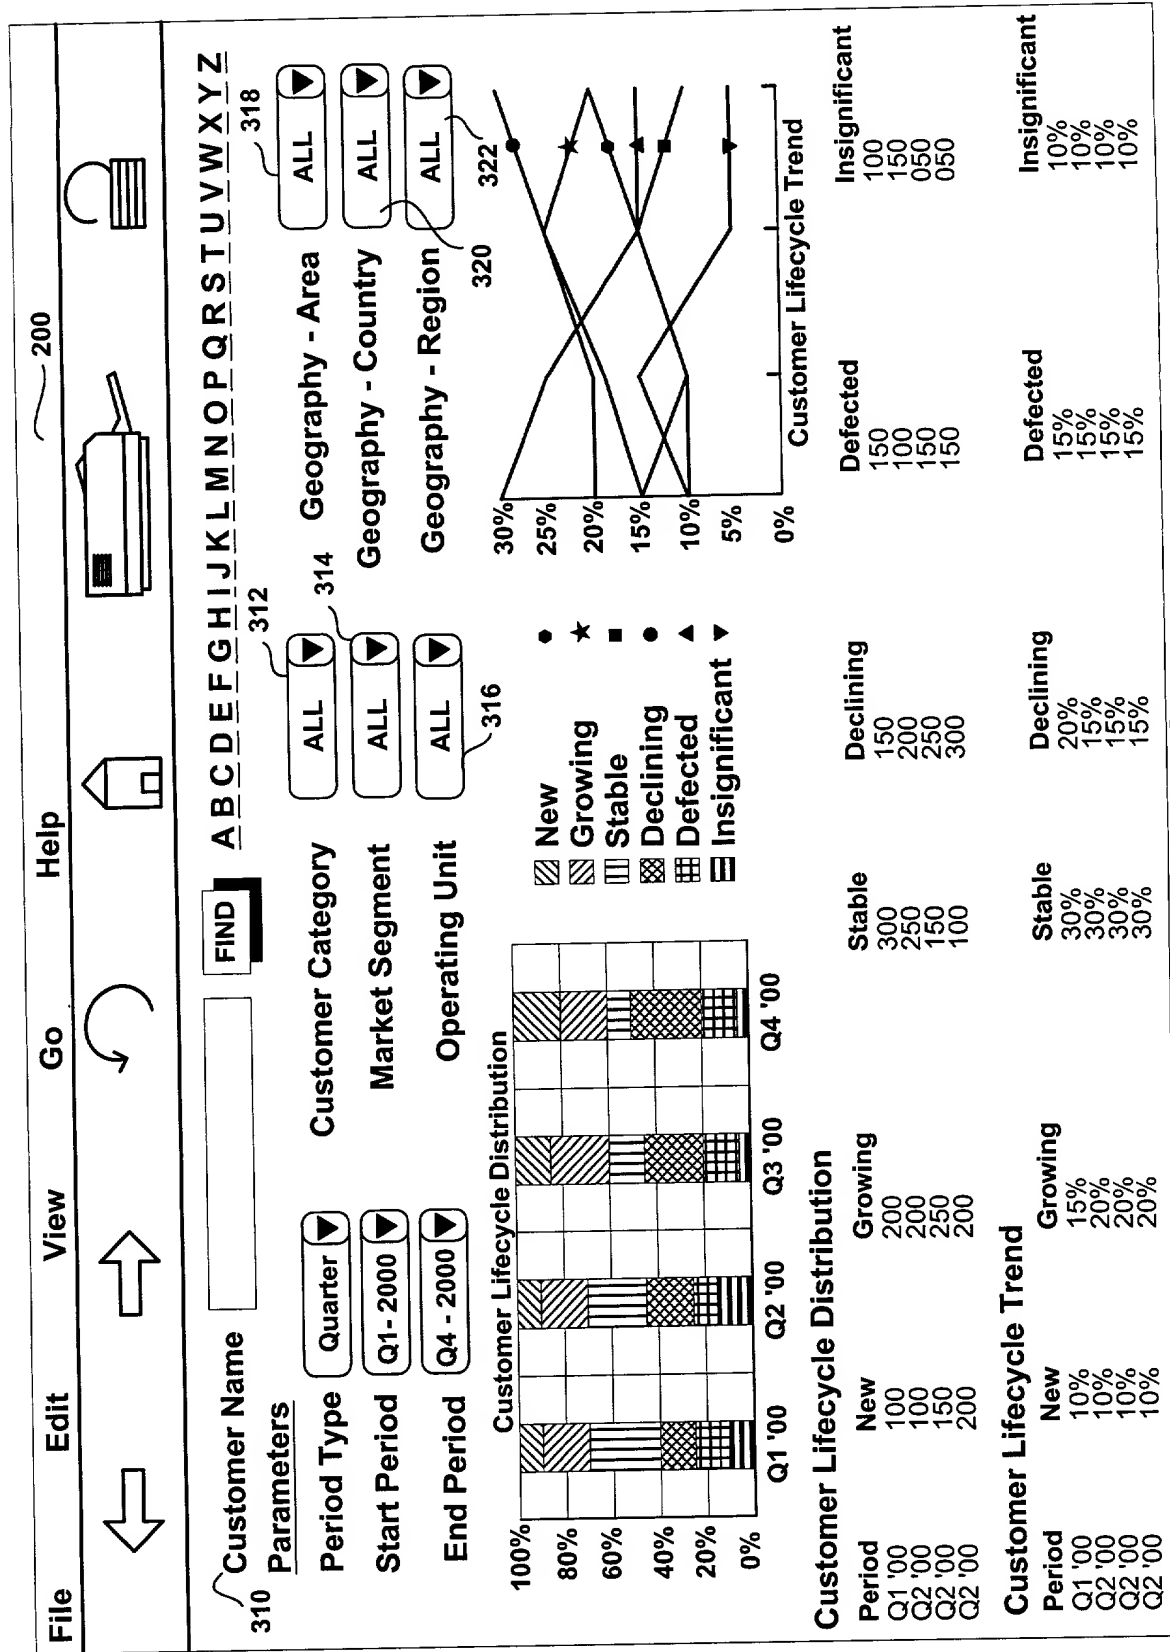 200
File Edit View Go Help
310 Customer Name FIND A B C D E F G H I J K L M N O P Q R S T U V W X Y Z
Parameters
312
318
Period Type Quarter Customer Category ALL Geography - Area ALL
314
Start Period Q1- 2000 Market Segment ALL Geography - Country ALL
End Period Q4 - 2000 Operating Unit ALL Geography - Region ALL
316
320
322
Customer Lifecycle Distribution
100%
80%
60%
40%
20%
0%
Q1 '00 Q2 '00 Q3 '00 Q4 '00
New
Growing
Stable
Declining
Defected
Insignificant
30%
25%
20%
15%
10%
5%
0%
Customer Lifecycle Trend
Customer Lifecycle Distribution
Period New Growing Stable Declining Defected Insignificant
Q1 '00 100 200 300 150 150 100
Q2 '00 100 200 250 200 100 150
Q2 '00 150 250 150 250 150 050
Q2 '00 200 200 100 300 150 050
Customer Lifecycle Trend
Period New Growing Stable Declining Defected Insignificant
Q1 '00 10% 15% 30% 20% 15% 10%
Q2 '00 10% 20% 30% 15% 15% 10%
Q2 '00 10% 20% 30% 15% 15% 10%
Q2 '00 10% 20% 30% 15% 15% 10%